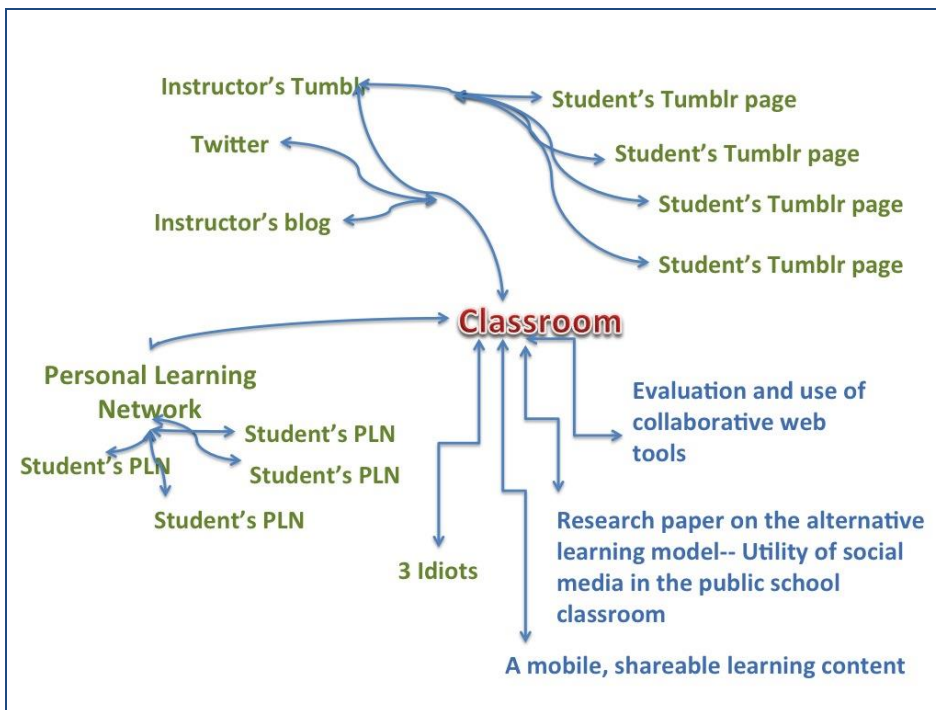 Instructor's Tumblr
Student's Tumblr page
Twitter
Student's Tumblr page
Student's Tumblr page
Instructor's blog
Student's Tumblr page
Classroom
Personal Learning
Network
Evaluation and use of
collaborative web
tools
Student's PLN
Student's PLN
Student's PLN
Student's PLN
3 Idiots
Research paper on the alternative
learning model-- Utility of social
media in the public school
classroom
A mobile, shareable learning content